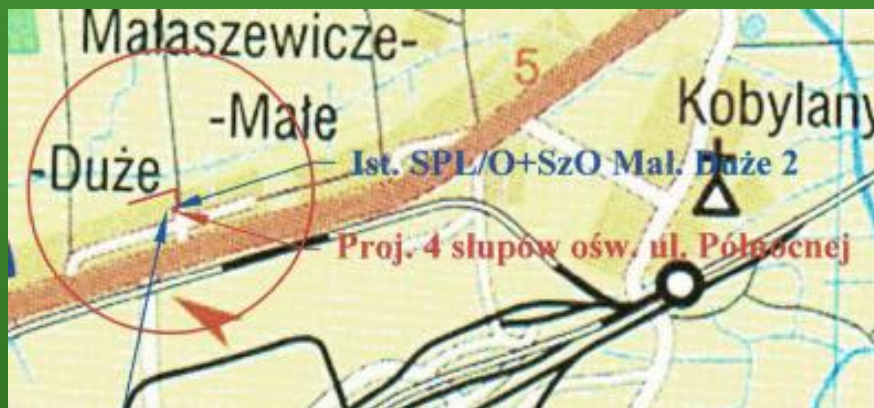 Małaszewicze-
5
-Małe
Kobylany
-Duże
Ist. SPL/O+SzO Mał. Duże 2
Proj. 4 słupów ośw. ul. Północnej